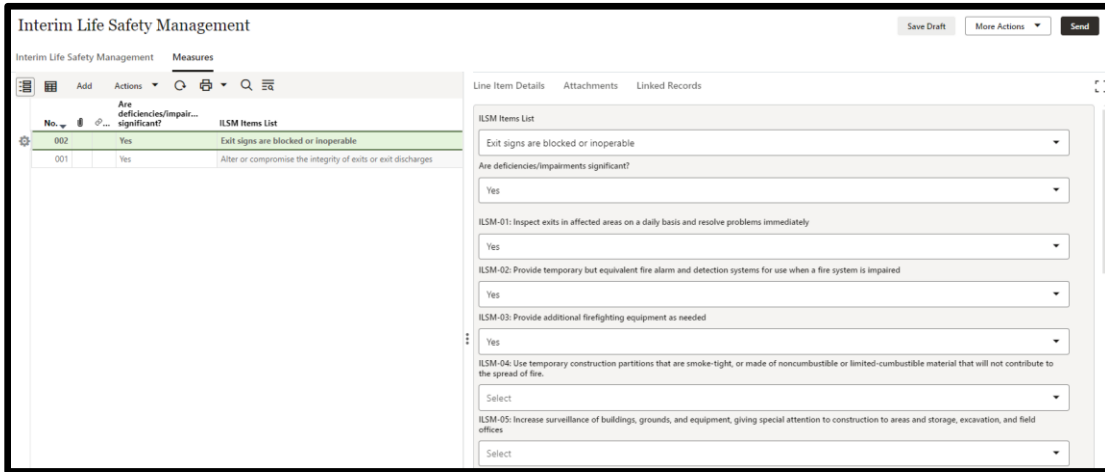 Interim Life Safety Management
Save Draft
More Actions
Send
Interim Life Safety Management
Measures
Add
Actions
Line Item Details
Attachments
Linked Records
No.
...
Are
deficiencies/impair...
significant?
ILSM Items List
002
Yes
Exit signs are blocked or inoperable
001
Yes
Alter or compromise the integrity of exits or exit discharges
ILSM Items List
Exit signs are blocked or inoperable
Are deficiencies/impairments significant?
Yes
ILSM-01: Inspect exits in affected areas on a daily basis and resolve problems immediately
Yes
ILSM-02: Provide temporary but equivalent fire alarm and detection systems for use when a fire system is impaired
Yes
ILSM-03: Provide additional firefighting equipment as needed
Yes
ILSM-04: Use temporary construction partitions that are smoke-tight, or made of noncumbustible or limited-cumbustible material that will not contribute to
the spread of fire.
Select
ILSM-05: Increase surveillance of buildings, grounds, and equipment, giving special attention to construction to areas and storage, excavation, and field
offices
Select